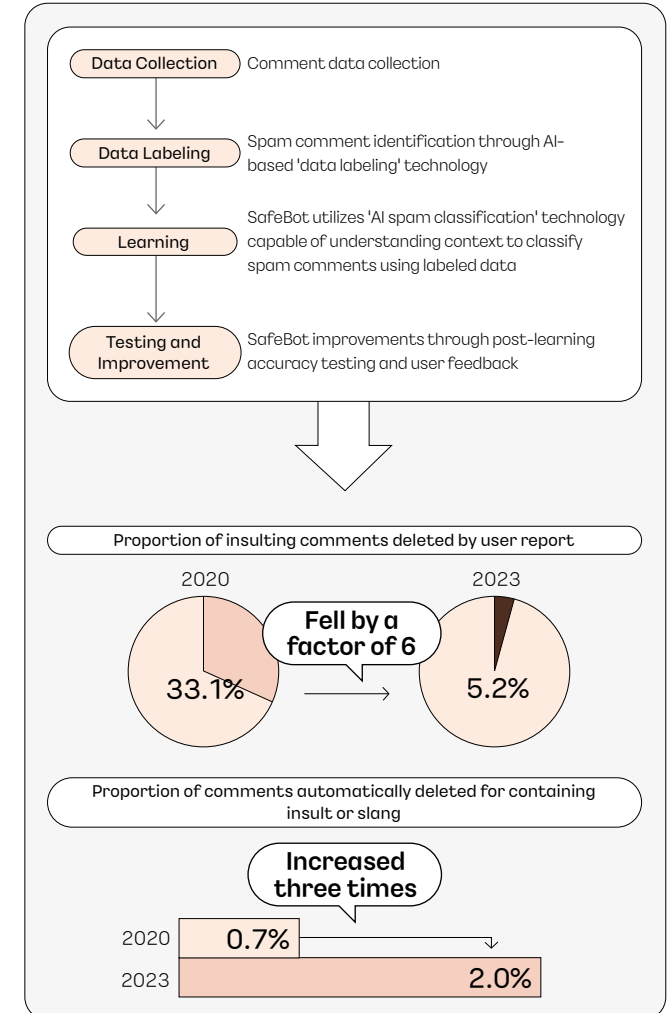 Data Collection
Comment data collection
Data Labeling
Spam comment identification through AI-
based 'data labeling' technology
Learning
SafeBot utilizes 'AI spam classification' technology
capable of understanding context to classify
spam comments using labeled data
Testing and
Improvement
SafeBot improvements through post-learning
accuracy testing and user feedback
Proportion of insulting comments deleted by user report
2020
33.1%
Fell by a
factor of 6
2023
5.2%
Proportion of comments automatically deleted for containing
insult or slang
Increased
three times
2020
0.7%
2023
2.0%